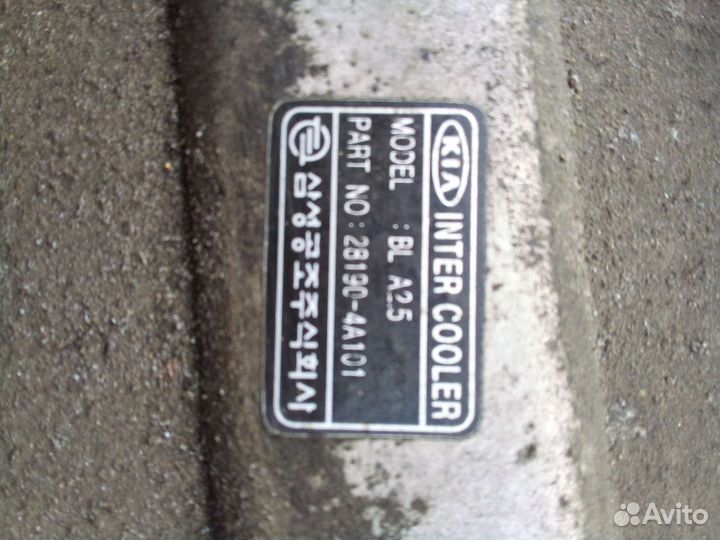 KIA INTER COOLER
MODEL : BL A2.5
PART NO : 28190-4A101
삼성공조주식회사
Avito